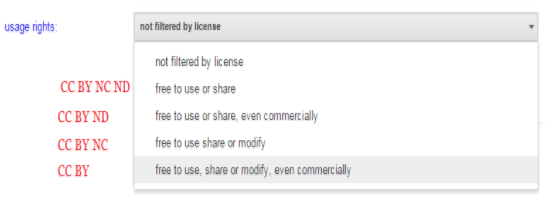 usage rights: not filtered by license
not filtered by license
CC BY NC ND free to use or share
CC BY ND free to use or share, even commercially
CC BY NC free to use share or modify
CC BY free to use, share or modify, even commercially